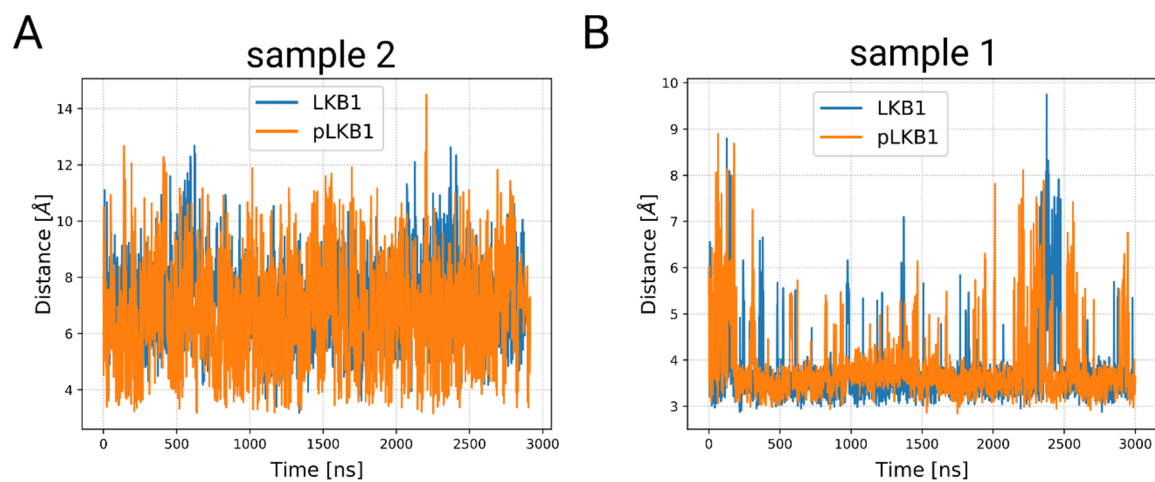 A
sample 2
LKB1
pLKB1
14
12
10
8
6
4
Distance [Å]
0 500 1000 1500 2000 2500 3000
Time [ns]
B
sample 1
LKB1
pLKB1
10
9
8
7
6
5
4
3
Distance [Å]
0 500 1000 1500 2000 2500 3000
Time [ns]